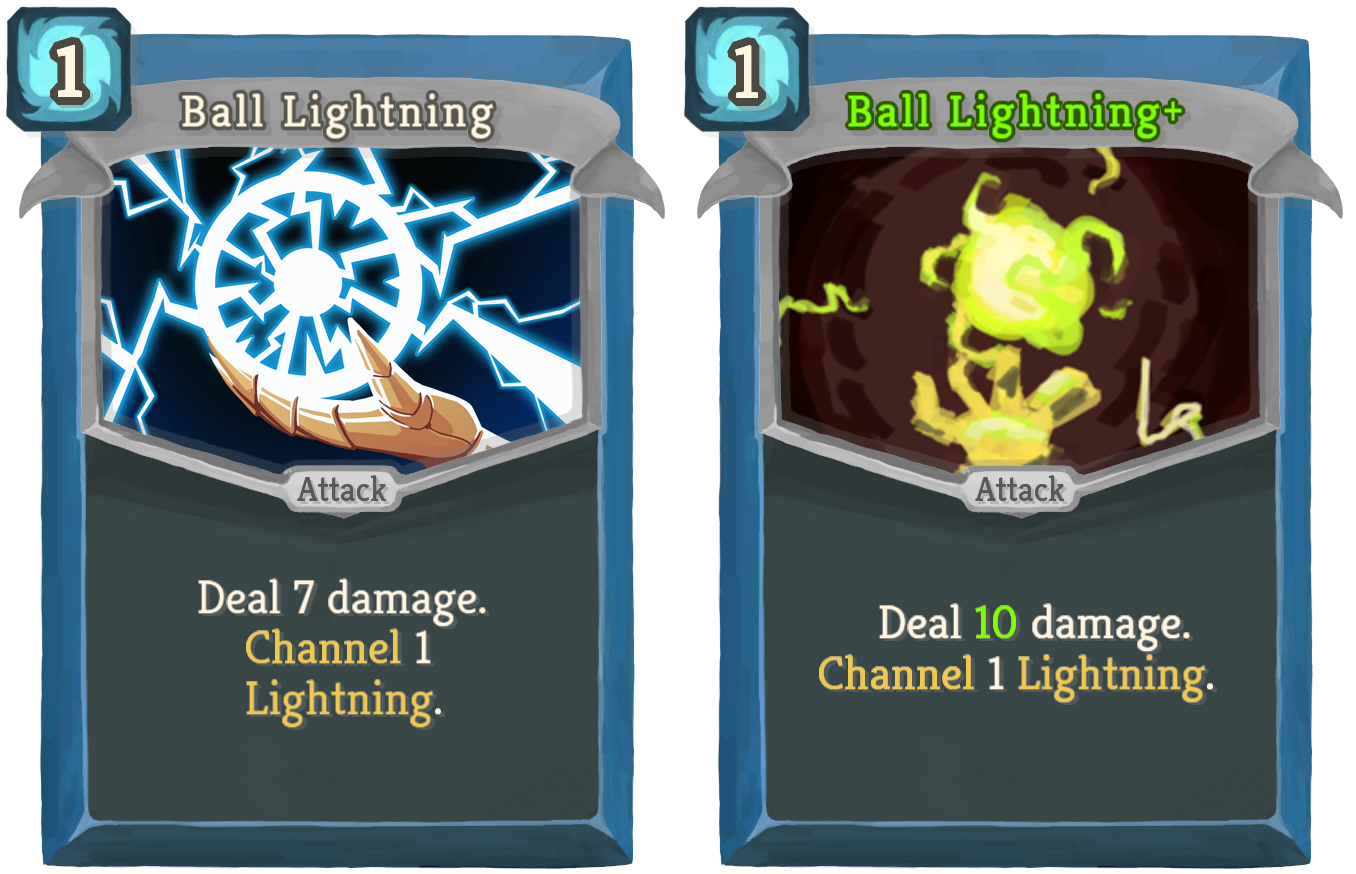 1
Ball Lightning
Attack
Deal 7 damage.
Channel 1
Lightning.
1
Ball Lightning+
Attack
Deal 10 damage.
Channel 1 Lightning.